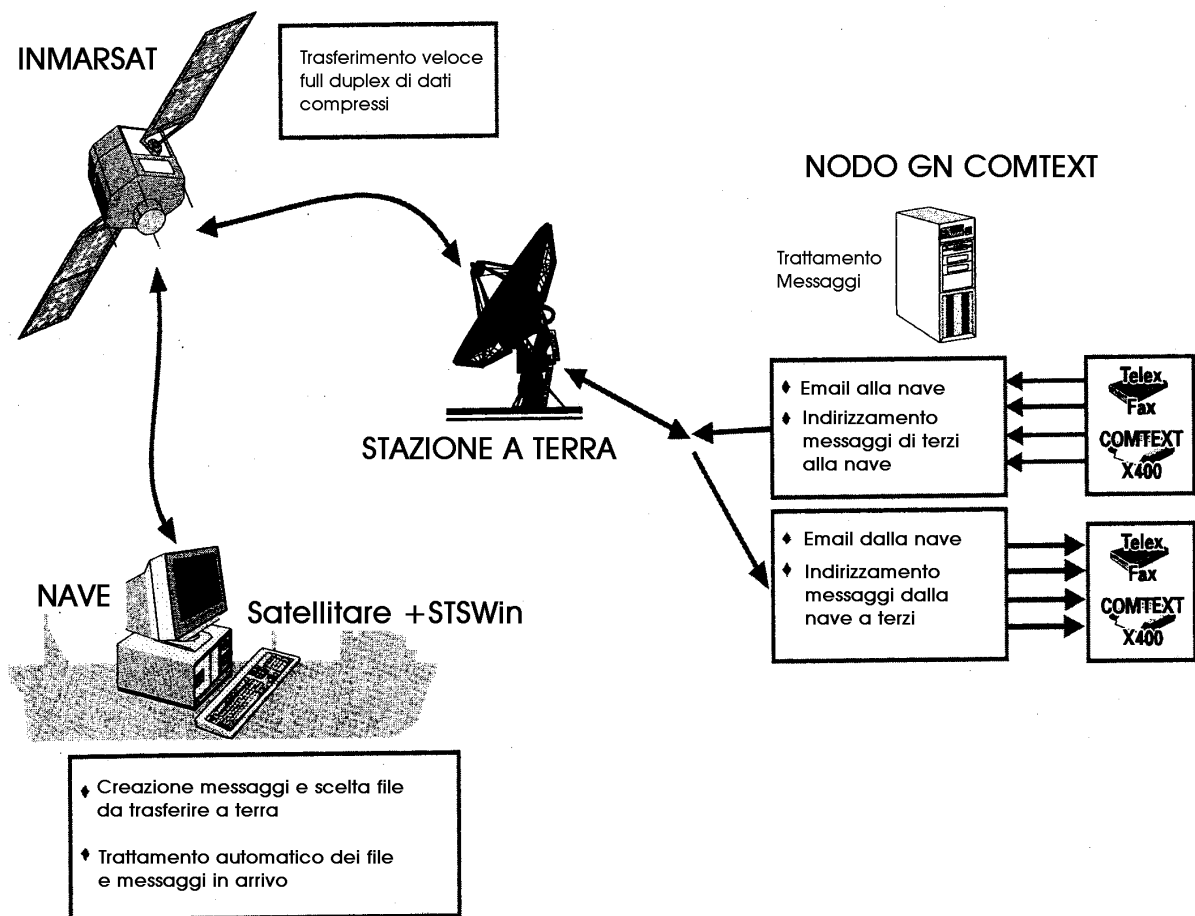 INMARSAT
Trasferimento veloce
full duplex di dati
compressi
NODO GN COMTEXT
Trattamento
Messaggi
♦ Email alla nave
♦ Indirizzamento
messaggi di terzi
alla nave
Telex
Fax
COMTEXT
X400
STAZIONE A TERRA
♦ Email dalla nave
♦ Indirizzamento
messaggi dalla
nave a terzi
Telex
Fax
COMTEXT
X400
NAVE
Satellitare +STSWin
♦ Creazione messaggi e scelta file
da trasferire a terra
♦ Trattamento automatico dei file
e messaggi in arrivo